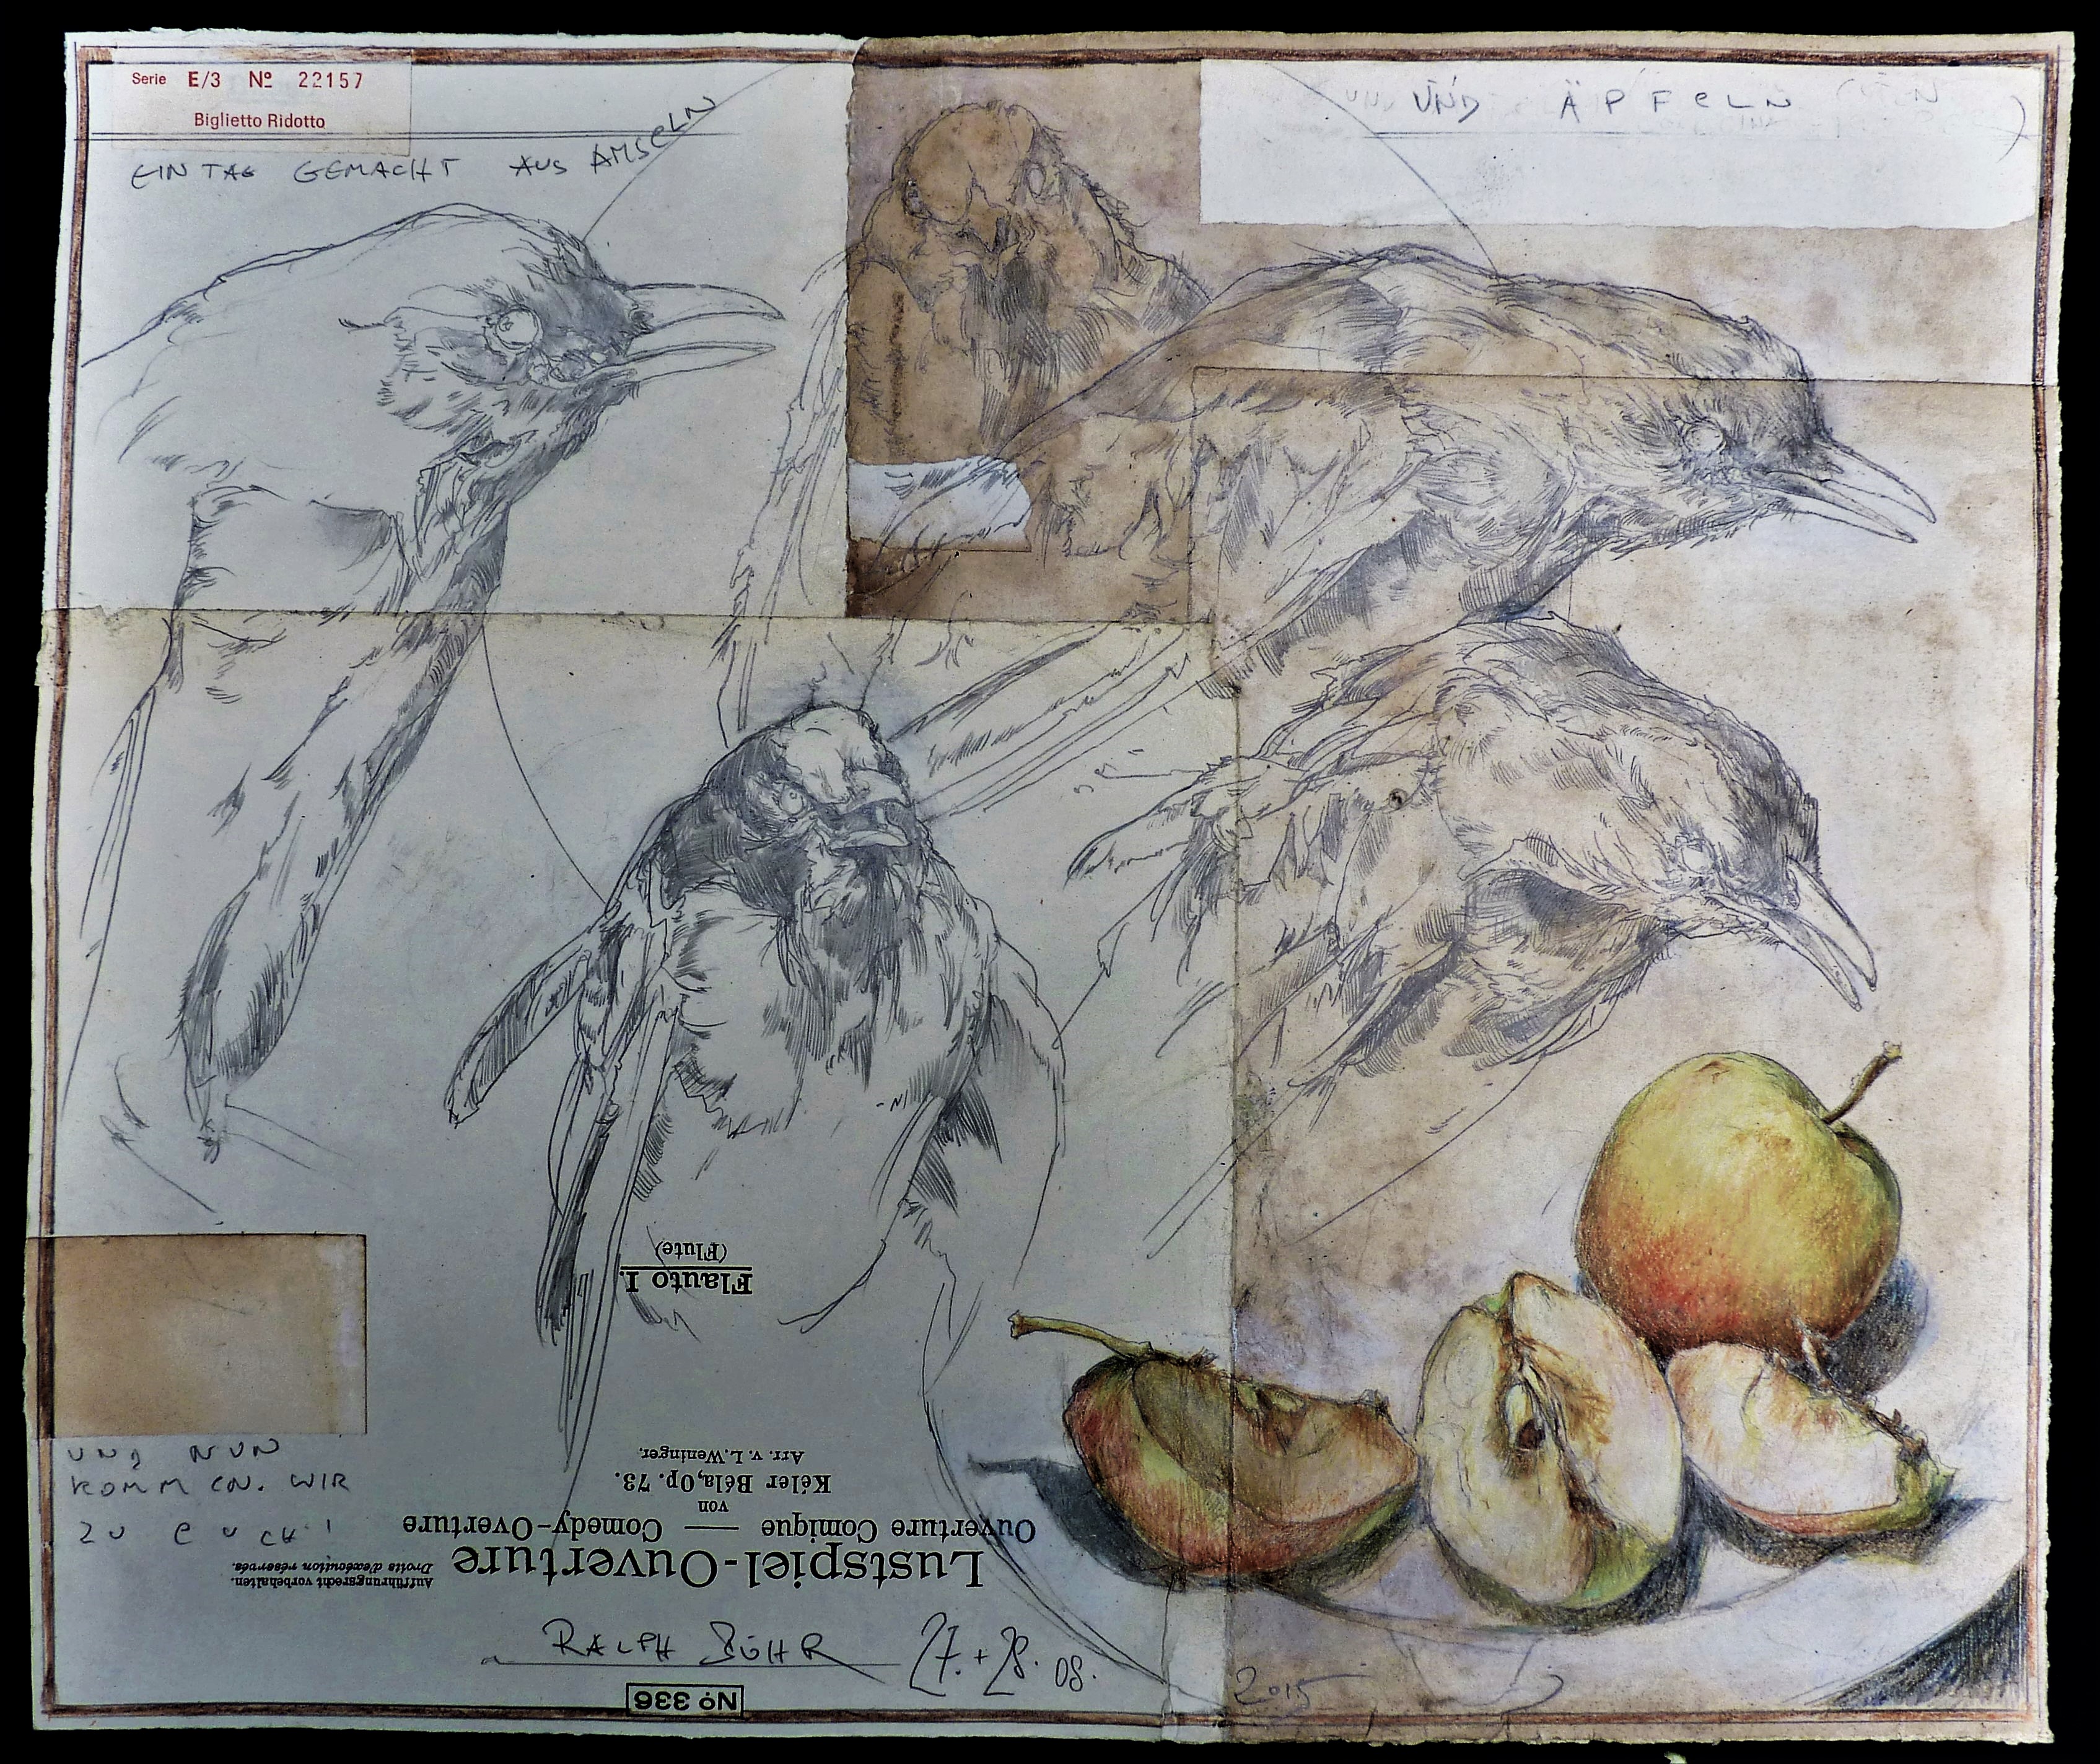 Serie E/3 Nº 22157
Biglietto Ridotto
EIN TAG GEMACHT AUS AMSELN
UND ÄPFELN
Flauto I.
(Flute)
UND NUN
KOMMEN. WIR
ZU EUCH!
Aufführungsrecht vorbehalten.
Droits d'exécution réservés.
Lustspiel-Ouverture
Ouverture Comique — Comedy-Overture
von
Kéler Béla, Op. 73.
Arr. v. L. Weninger.
RALPH BÜHR 27. + 28. 08.
2015
Nº 336